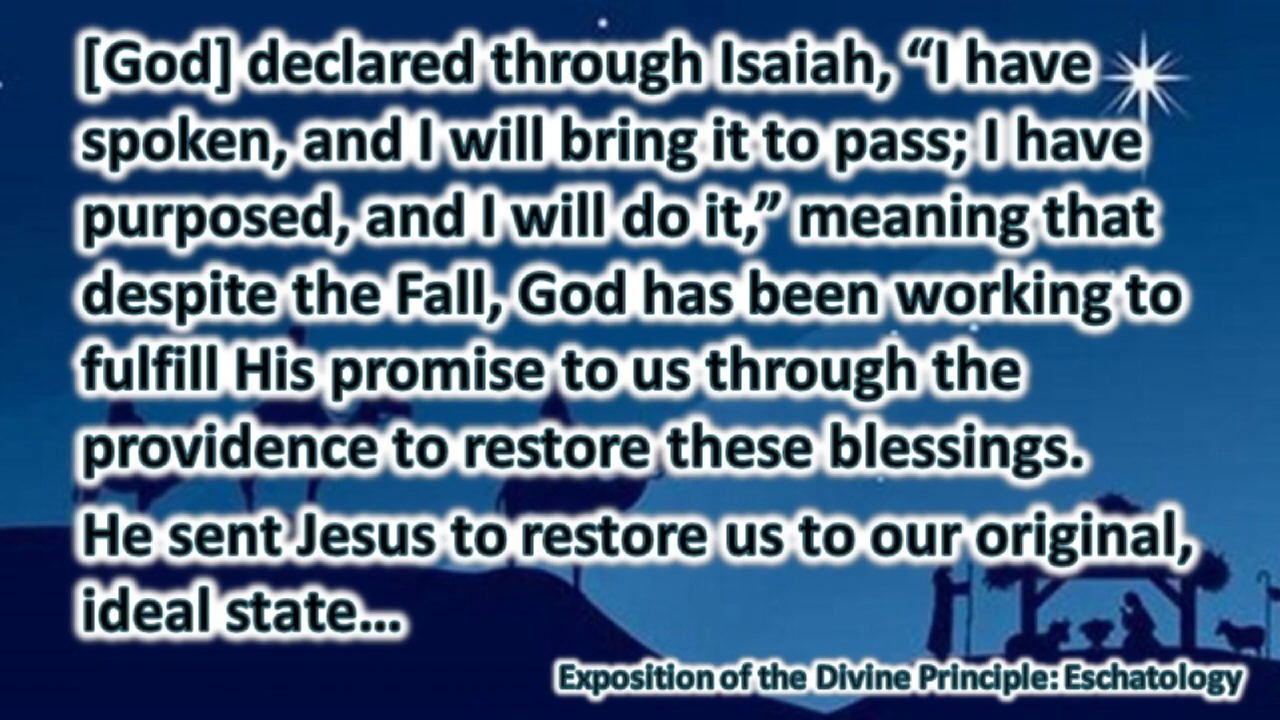 [God] declared through Isaiah, “I have
spoken, and I will bring it to pass; I have
purposed, and I will do it,” meaning that
despite the Fall, God has been working to
fulfill His promise to us through the
providence to restore these blessings.
He sent Jesus to restore us to our original,
ideal state…
Exposition of the Divine Principle: Eschatology